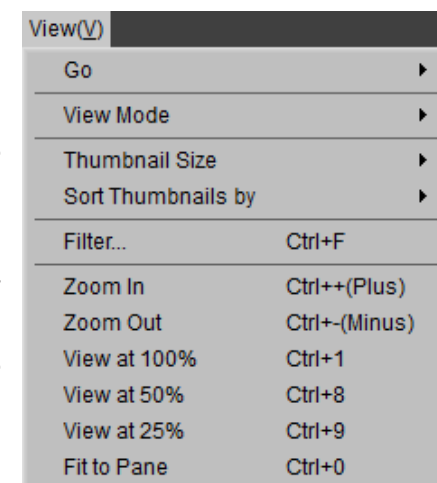 View(V)
Go
View Mode
Thumbnail Size
Sort Thumbnails by
Filter... Ctrl+F
Zoom In Ctrl++(Plus)
Zoom Out Ctrl+-(Minus)
View at 100% Ctrl+1
View at 50% Ctrl+8
View at 25% Ctrl+9
Fit to Pane Ctrl+0